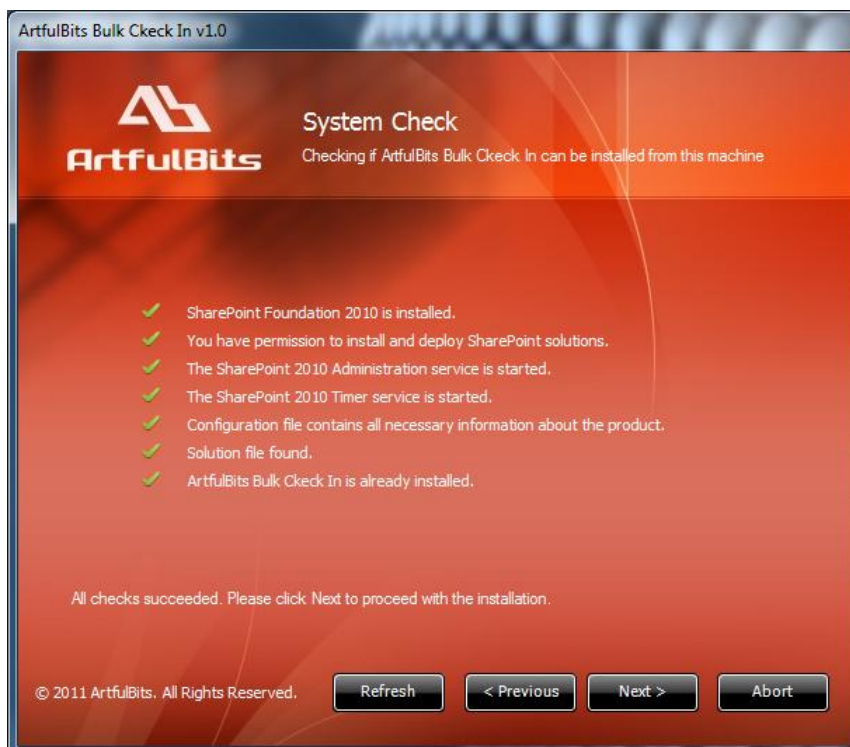 ArtfulBits Bulk Ckeck In v1.0
ArtfulBits
System Check
Checking if ArtfulBits Bulk Ckeck In can be installed from this machine
SharePoint Foundation 2010 is installed.
You have permission to install and deploy SharePoint solutions.
The SharePoint 2010 Administration service is started.
The SharePoint 2010 Timer service is started.
Configuration file contains all necessary information about the product.
Solution file found.
ArtfulBits Bulk Ckeck In is already installed.
All checks succeeded. Please click Next to proceed with the installation.
© 2011 ArtfulBits. All Rights Reserved.
Refresh
< Previous
Next >
Abort